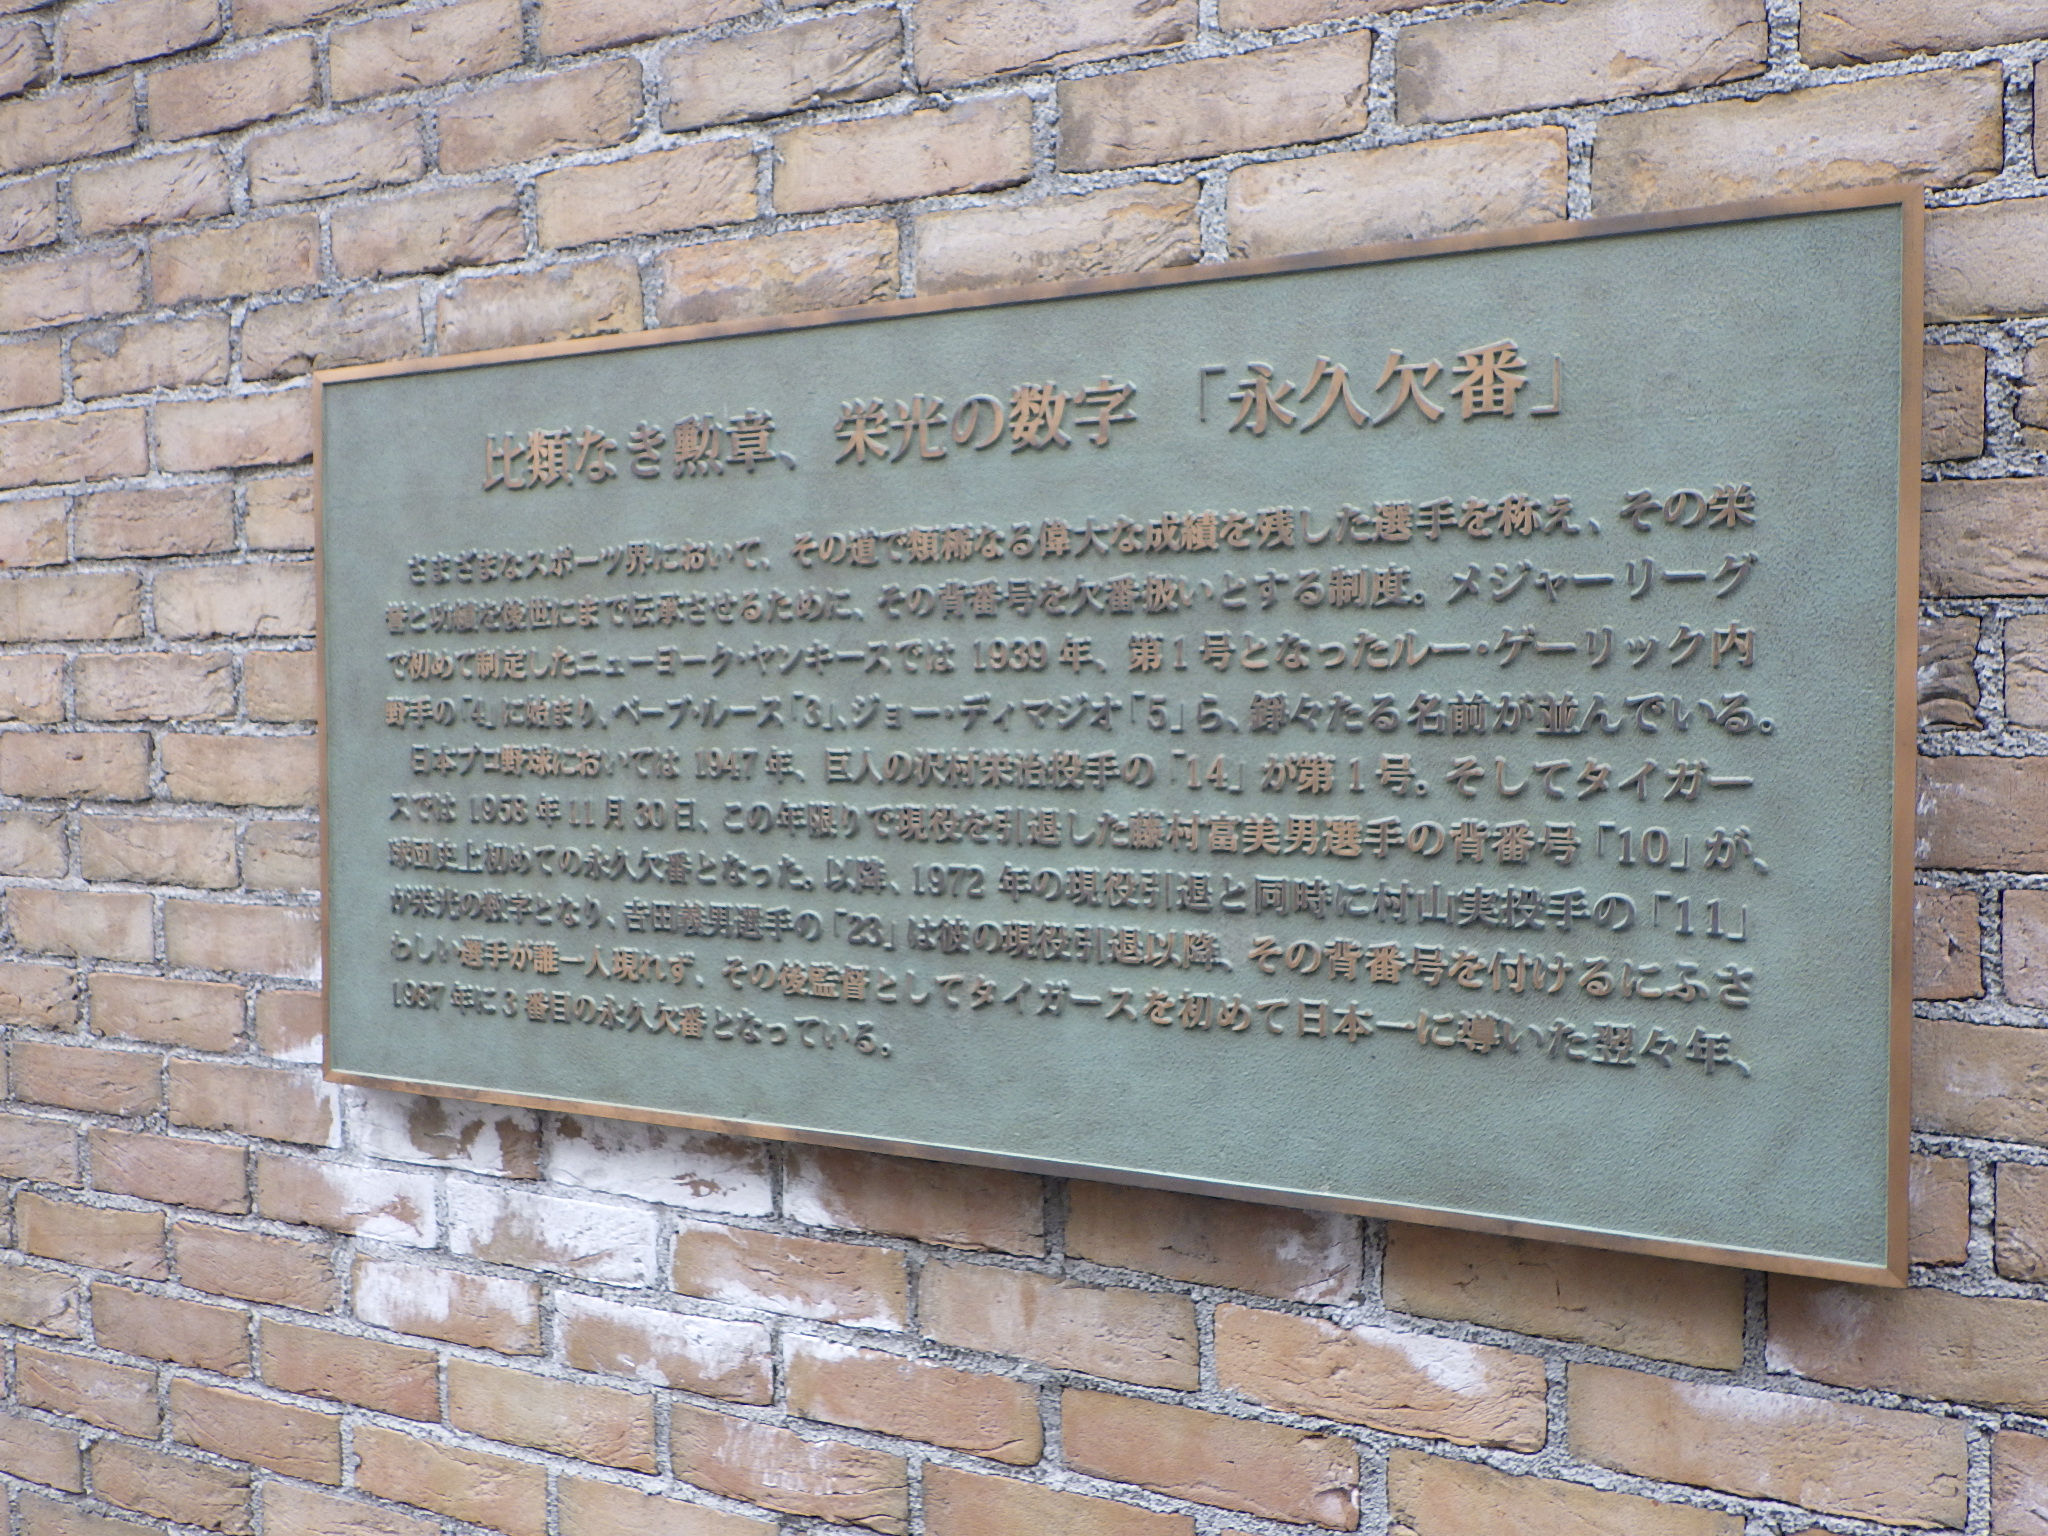 比類なき勲章、栄光の数字 「永久欠番」
さまざまなスポーツ界において、その道で類稀なる偉大な成績を残した選手を称え、その栄
誉と功績を後世にまで伝承させるために、その背番号を欠番扱いとする制度。メジャーリーグ
で初めて制定したニューヨーク・ヤンキースでは 1939 年、第1号となったルー・ゲーリック内
野手の「4」に始まり、ベーブ・ルース「3」、ジョー・ディマジオ「5」ら、錚々たる名前が並んでいる。
日本プロ野球においては 1947 年、巨人の沢村栄治投手の「14」が第1号。そしてタイガー
スでは 1958 年 11 月 30 日、この年限りで現役を引退した藤村富美男選手の背番号「10」が、
球団史上初めての永久欠番となった。以降、1972 年の現役引退と同時に村山実投手の「11」
が栄光の数字となり、吉田義男選手の「23」は彼の現役引退以降、その背番号を付けるにふさ
わしい選手が誰一人現れず、その後監督としてタイガースを初めて日本一に導いた翌々年、
1987 年に 3 番目の永久欠番となっている。